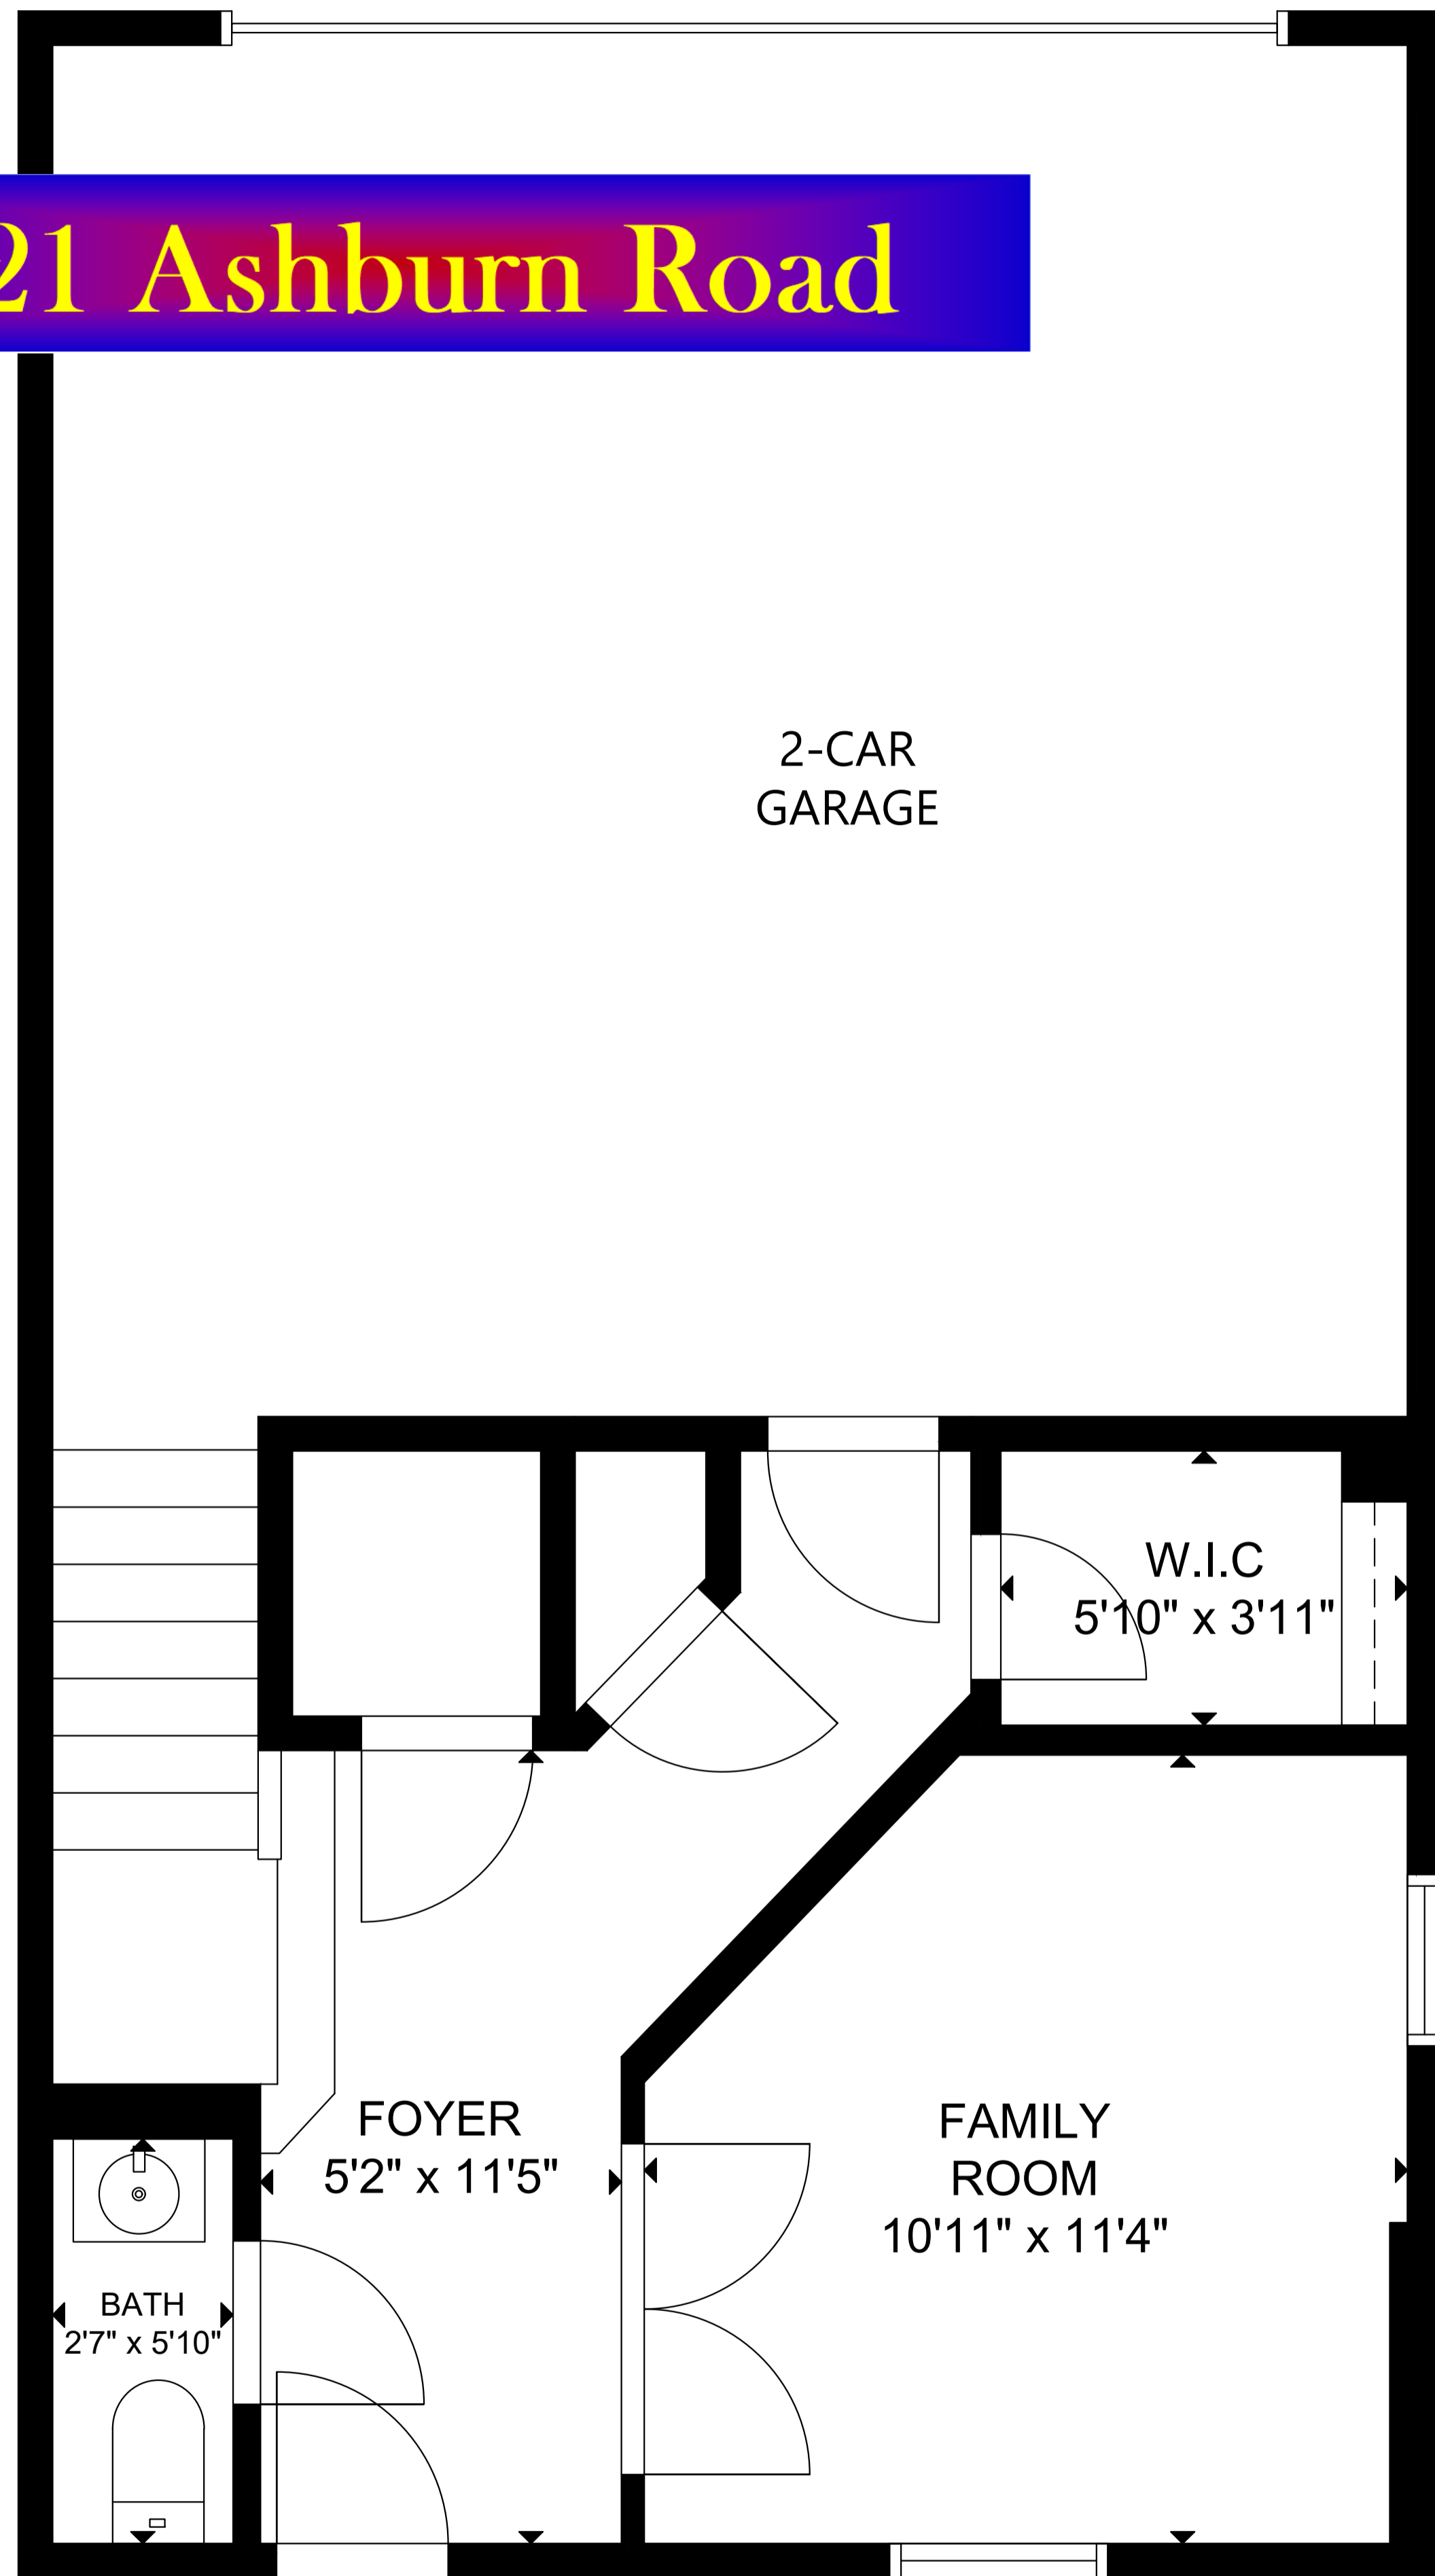 21 Ashburn Road
2-CAR
GARAGE
W.I.C
5'10" x 3'11"
FOYER
5'2" x 11'5"
FAMILY
ROOM
10'11" x 11'4"
BATH
2'7" x 5'10"